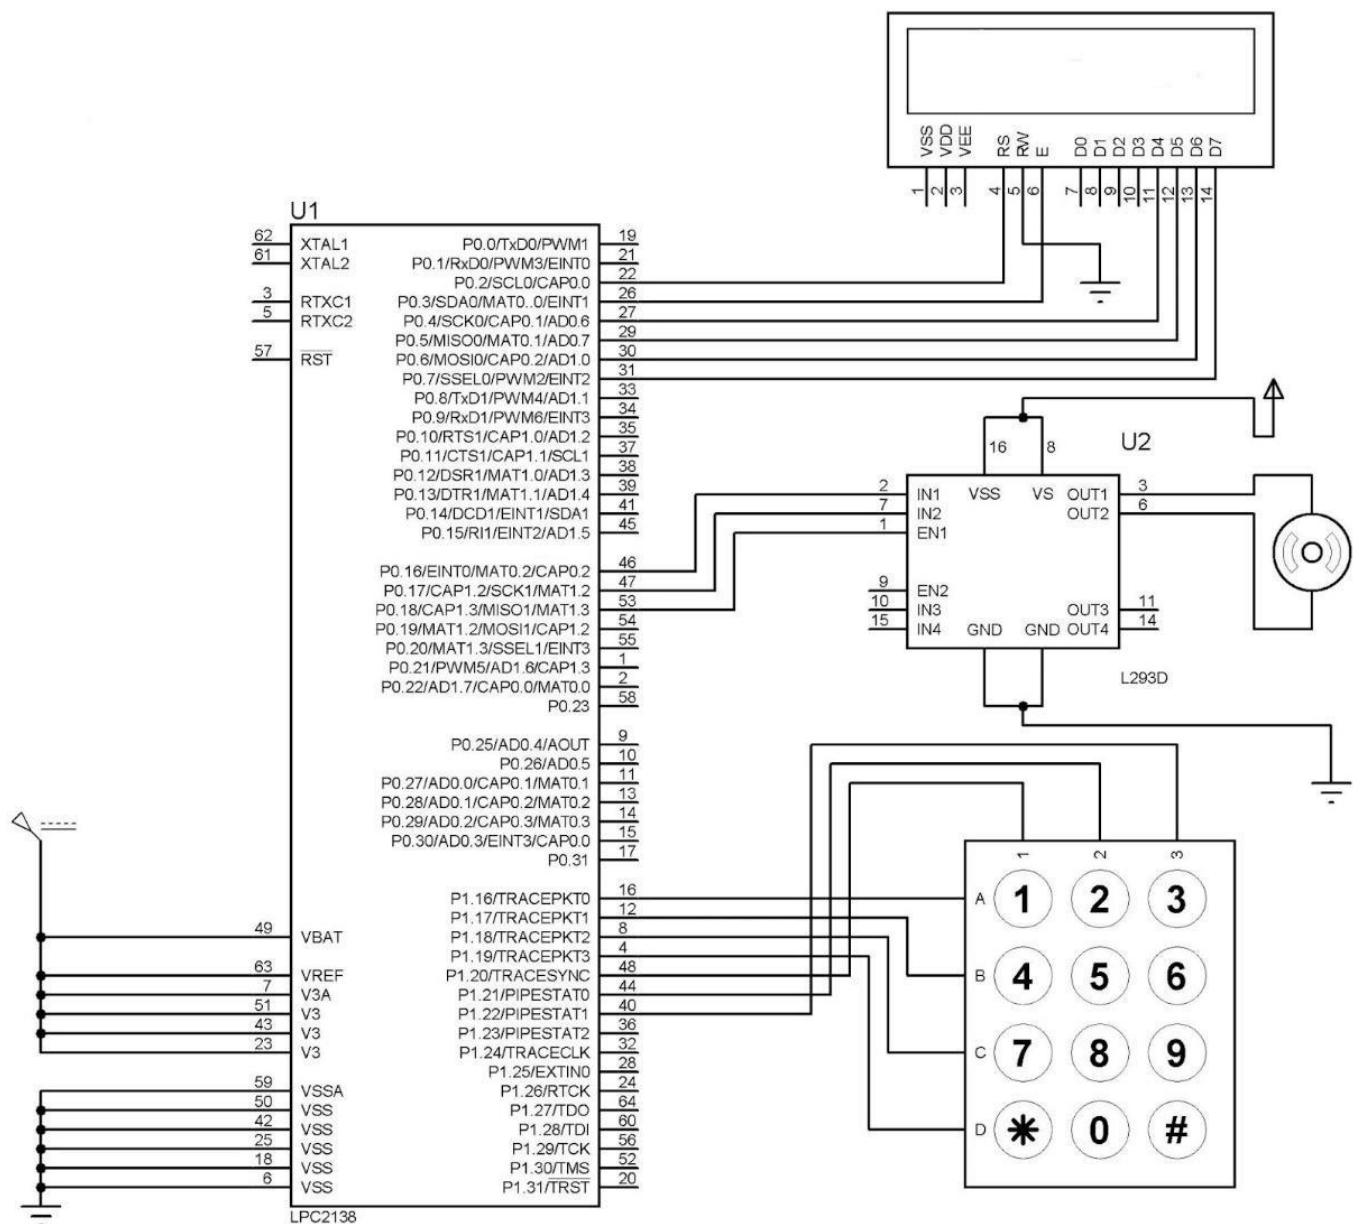 VSS VDD VEE RS RW E D0 D1 D2 D3 D4 D5 D6 D7
1 2 3 4 5 6 7 8 9 10 11 12 13 14
U1
62 XTAL1 P0.0/TxD0/PWM1 19
61 XTAL2 P0.1/RxD0/PWM3/EINT0 21
P0.2/SCL0/CAP0.0 22
3 RTXC1 P0.3/SDA0/MAT0..0/EINT1 26
5 RTXC2 P0.4/SCK0/CAP0.1/AD0.6 27
P0.5/MISO0/MAT0.1/AD0.7 29
57 RST P0.6/MOSI0/CAP0.2/AD1.0 30
P0.7/SSEL0/PWM2/EINT2 31
P0.8/TxD1/PWM4/AD1.1 33
P0.9/RxD1/PWM6/EINT3 34
P0.10/RTS1/CAP1.0/AD1.2 35
P0.11/CTS1/CAP1.1/SCL1 37
P0.12/DSR1/MAT1.0/AD1.3 38
P0.13/DTR1/MAT1.1/AD1.4 39
P0.14/DCD1/EINT1/SDA1 41
P0.15/RI1/EINT2/AD1.5 45
P0.16/EINT0/MAT0.2/CAP0.2 46
P0.17/CAP1.2/SCK1/MAT1.2 47
P0.18/CAP1.3/MISO1/MAT1.3 53
P0.19/MAT1.2/MOSI1/CAP1.2 54
P0.20/MAT1.3/SSEL1/EINT3 55
P0.21/PWM5/AD1.6/CAP1.3 1
P0.22/AD1.7/CAP0.0/MAT0.0 2
P0.23 58
P0.25/AD0.4/AOUT 9
P0.26/AD0.5 10
P0.27/AD0.0/CAP0.1/MAT0.1 11
P0.28/AD0.1/CAP0.2/MAT0.2 13
P0.29/AD0.2/CAP0.3/MAT0.3 14
P0.30/AD0.3/EINT3/CAP0.0 15
P0.31 17
P1.16/TRACEPKT0 16
P1.17/TRACEPKT1 12
49 VBAT P1.18/TRACEPKT2 8
P1.19/TRACEPKT3 4
63 VREF P1.20/TRACESYNC 48
7 V3A P1.21/PIPESTAT0 44
51 V3 P1.22/PIPESTAT1 40
43 V3 P1.23/PIPESTAT2 36
23 V3 P1.24/TRACECLK 32
P1.25/EXTIN0 28
59 VSSA P1.26/RTCK 24
50 VSS P1.27/TDO 64
42 VSS P1.28/TDI 60
25 VSS P1.29/TCK 56
18 VSS P1.30/TMS 52
6 VSS P1.31/TRST 20
LPC2138
U2
16 8
2 IN1 VSS VS OUT1 3
7 IN2 OUT2 6
1 EN1
9 EN2
10 IN3 OUT3 11
15 IN4 GND GND OUT4 14
L293D
1 2 3
A 1 2 3
B 4 5 6
C 7 8 9
D * 0 #